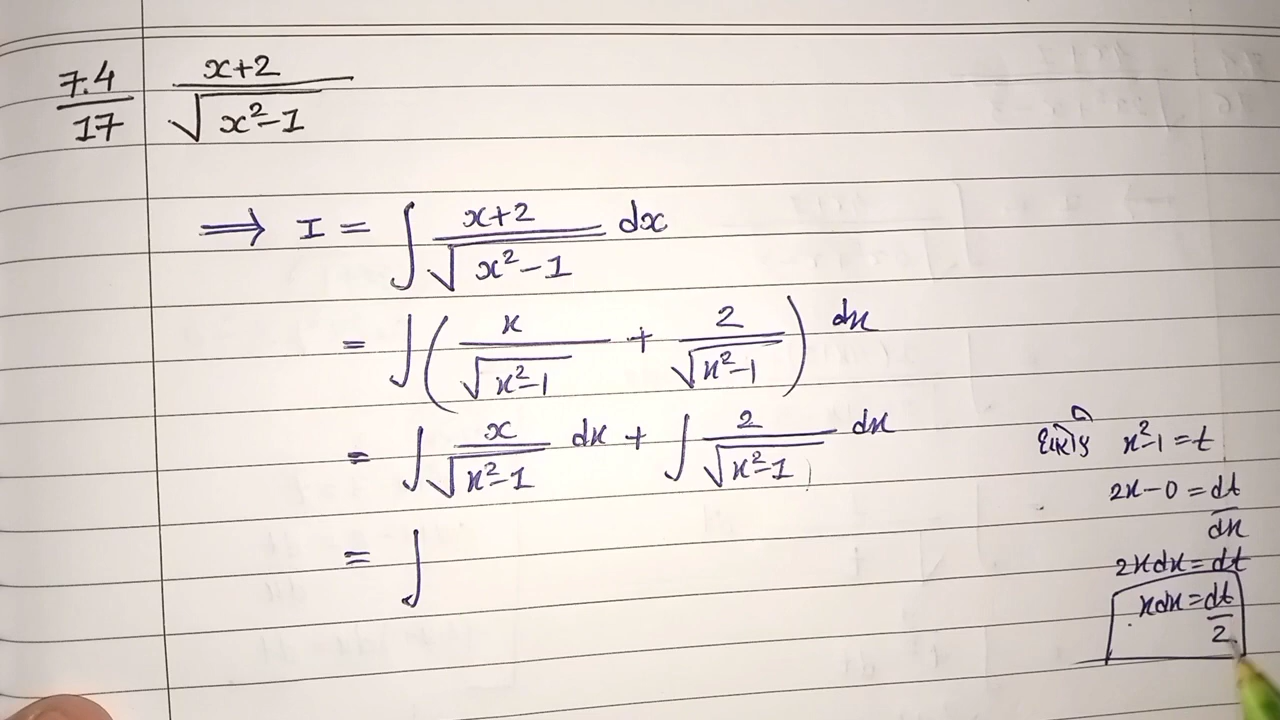 7.4/17 (x+2)/√(x²-1)
⟹ I = ∫ (x+2)/√(x²-1) dx
= ∫ ( x/√(x²-1) + 2/√(x²-1) ) dx
= ∫ x/√(x²-1) dx + ∫ 2/√(x²-1) dx
= ∫
x²-1 = t
2x-0 = dt/dx
2xdx = dt
xdx = dt/2